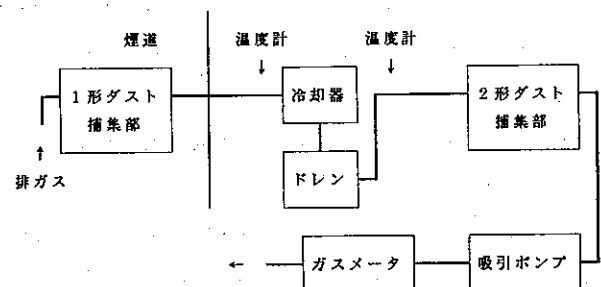 煙道
温度計
温度計
↓
↓
1形ダスト
捕集部
冷却器
2形ダスト
捕集部
↑
排ガス
ドレン
←
ガスメータ
吸引ポンプ